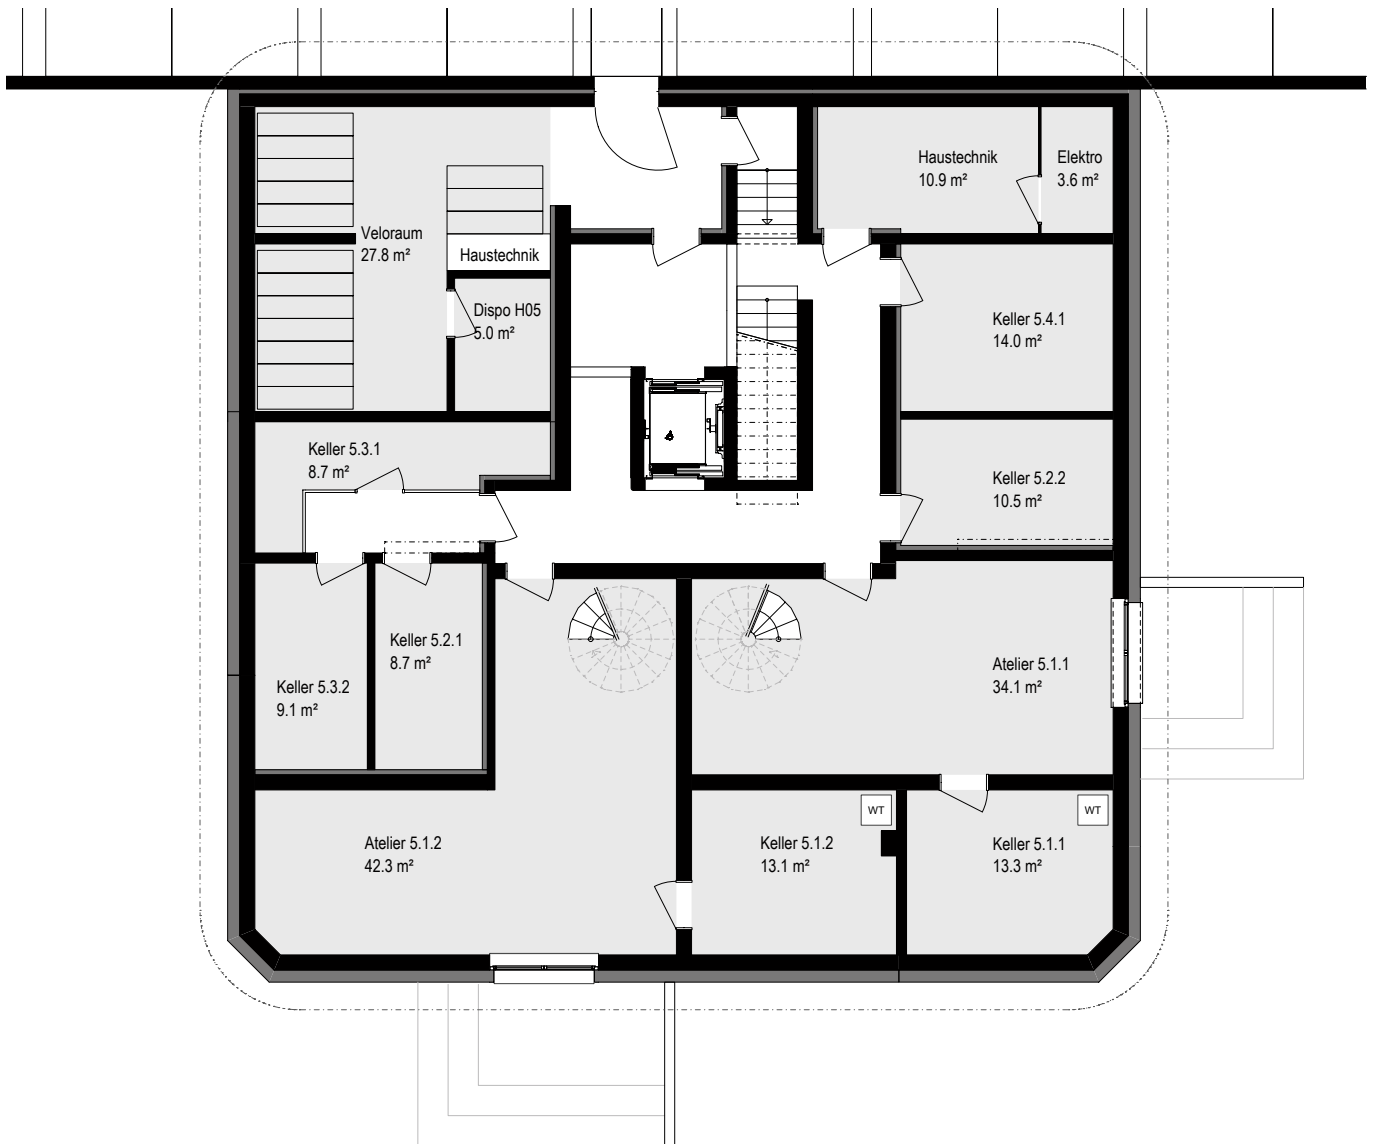 Haustechnik
10.9 m²
Elektro
3.6 m²
Veloraum
27.8 m²
Haustechnik
Dispo H05
5.0 m²
Keller 5.4.1
14.0 m²
Keller 5.3.1
8.7 m²
Keller 5.2.2
10.5 m²
Keller 5.2.1
8.7 m²
Keller 5.3.2
9.1 m²
Atelier 5.1.1
34.1 m²
WT
WT
Atelier 5.1.2
42.3 m²
Keller 5.1.2
13.1 m²
Keller 5.1.1
13.3 m²